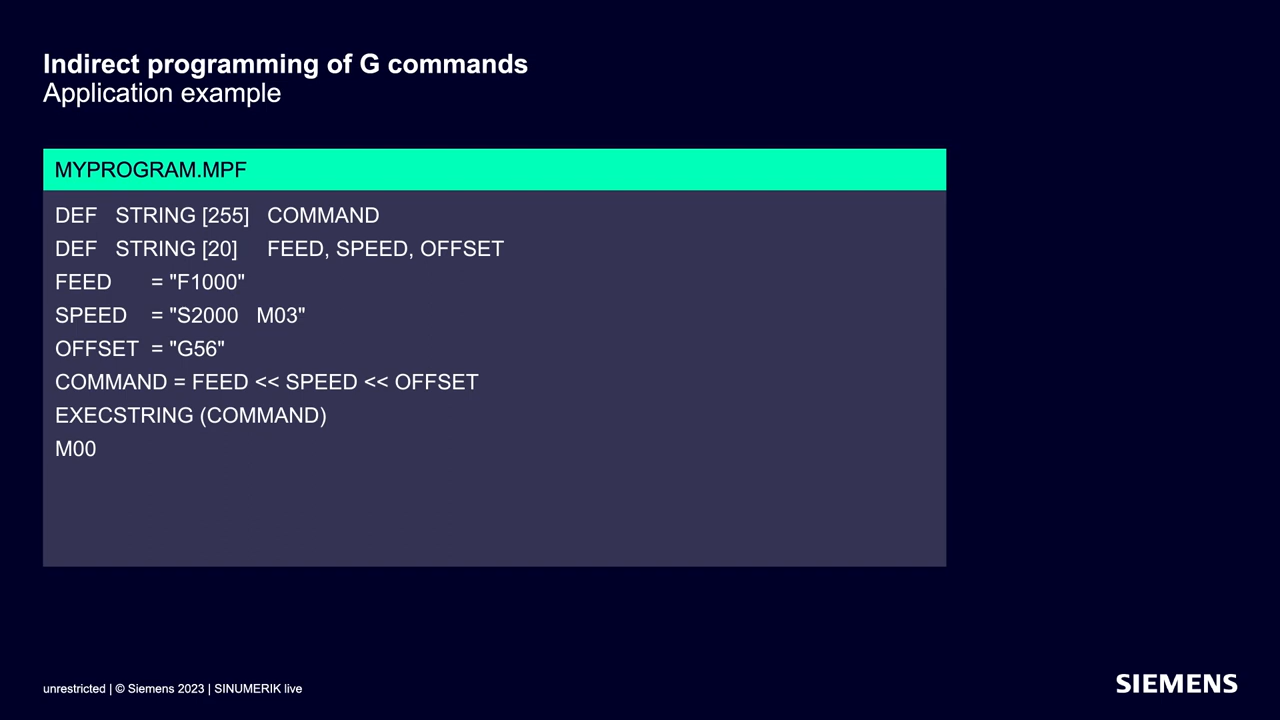 Indirect programming of G commands
Application example
MYPROGRAM.MPF
DEF STRING [255] COMMAND
DEF STRING [20] FEED, SPEED, OFFSET
FEED = "F1000"
SPEED = "S2000 M03"
OFFSET = "G56"
COMMAND = FEED << SPEED << OFFSET
EXECSTRING (COMMAND)
M00
unrestricted | © Siemens 2023 | SINUMERIK live
SIEMENS